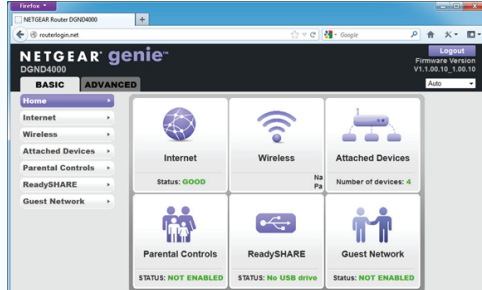 Firefox
NETGEAR Router DGND4000
routerlogin.net
Google
NETGEAR genie™
DGND4000
Logout
Firmware Version
V1.1.00.10_1.00.10
BASIC
ADVANCED
Auto
Home
Internet
Wireless
Attached Devices
Parental Controls
ReadySHARE
Guest Network
Internet
Status: GOOD
Wireless
Na
Pa
Attached Devices
Number of devices: 4
Parental Controls
STATUS: NOT ENABLED
ReadySHARE
STATUS: No USB drive
Guest Network
Status: NOT ENABLED